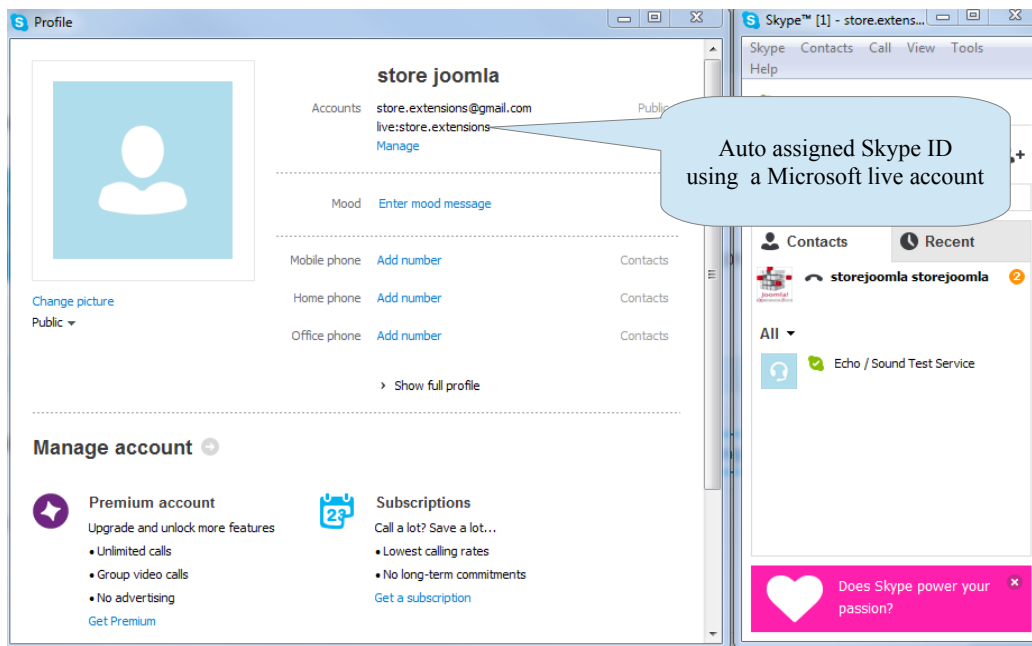 Profile
store joomla
Accounts store.extensions@gmail.com Public
live:store.extensions
Manage
Mood Enter mood message
Mobile phone Add number Contacts
Home phone Add number Contacts
Office phone Add number Contacts
Change picture
Public
Show full profile
Manage account
Premium account
Upgrade and unlock more features
• Unlimited calls
• Group video calls
• No advertising
Get Premium
23
Subscriptions
Call a lot? Save a lot...
• Lowest calling rates
• No long-term commitments
Get a subscription
Skype™ [1] - store.extens...
Skype Contacts Call View Tools
Help
Auto assigned Skype ID
using a Microsoft live account
Contacts Recent
storejoomla storejoomla 2
Joomla!
All
Echo / Sound Test Service
Does Skype power your
passion?